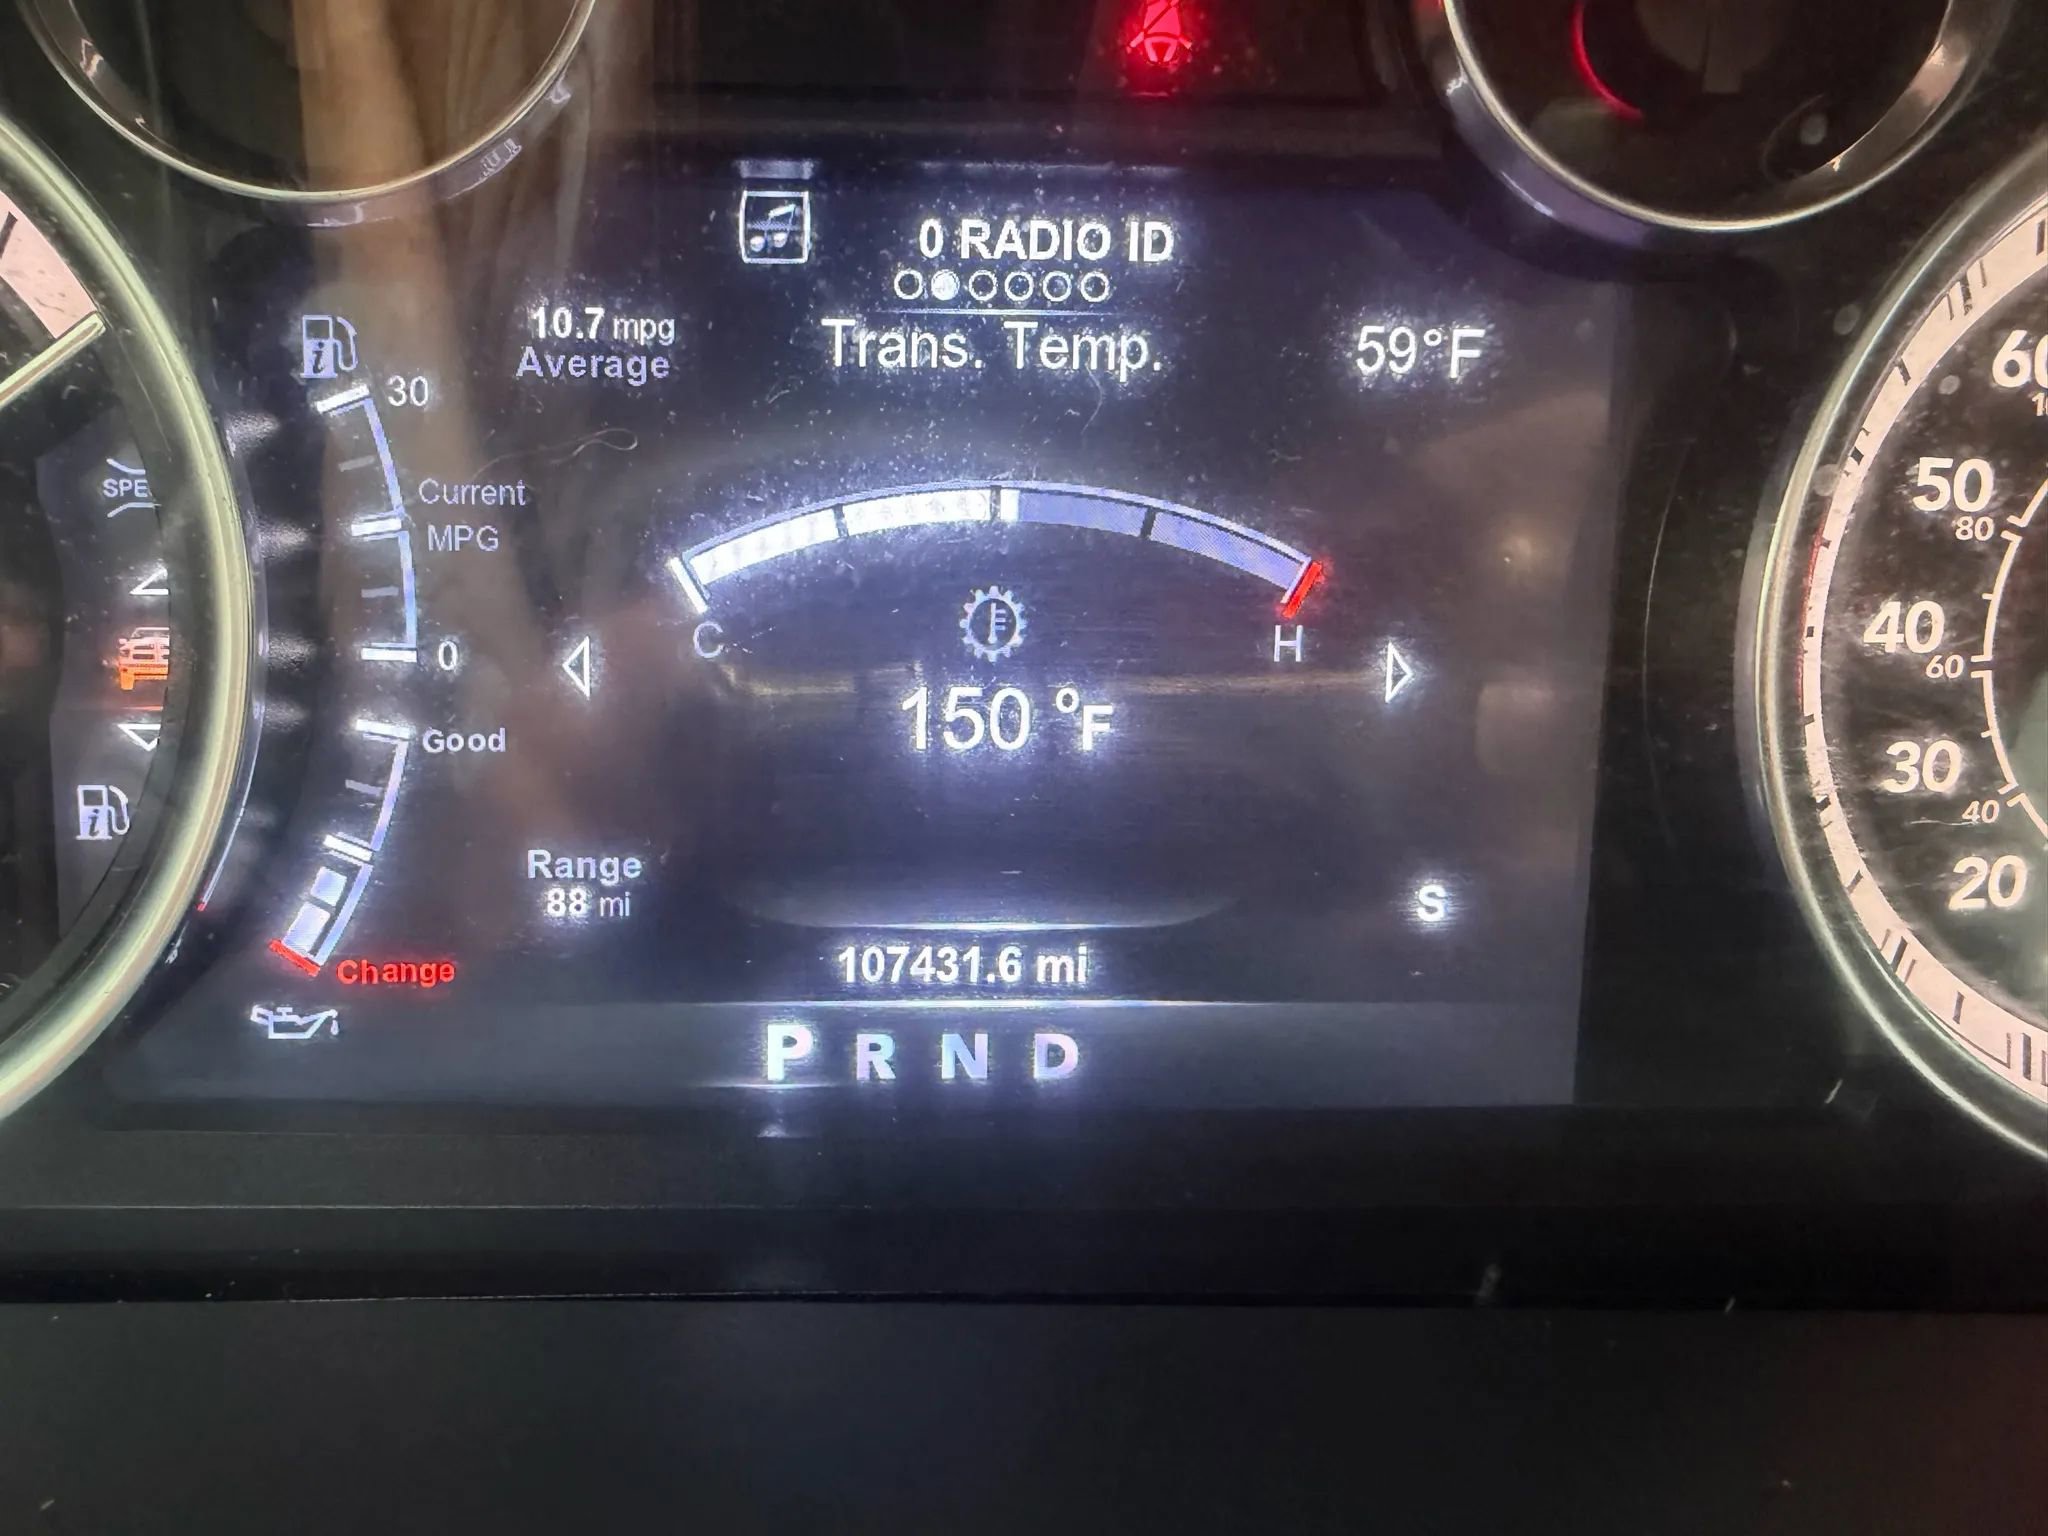 0 RADIO ID
10.7 mpg
Average
Trans. Temp.
59°F
30
Current
MPG
0
C
H
150 °F
Good
Range
88 mi
S
Change
107431.6 mi
P R N D
50
80
40
60
30
40
20